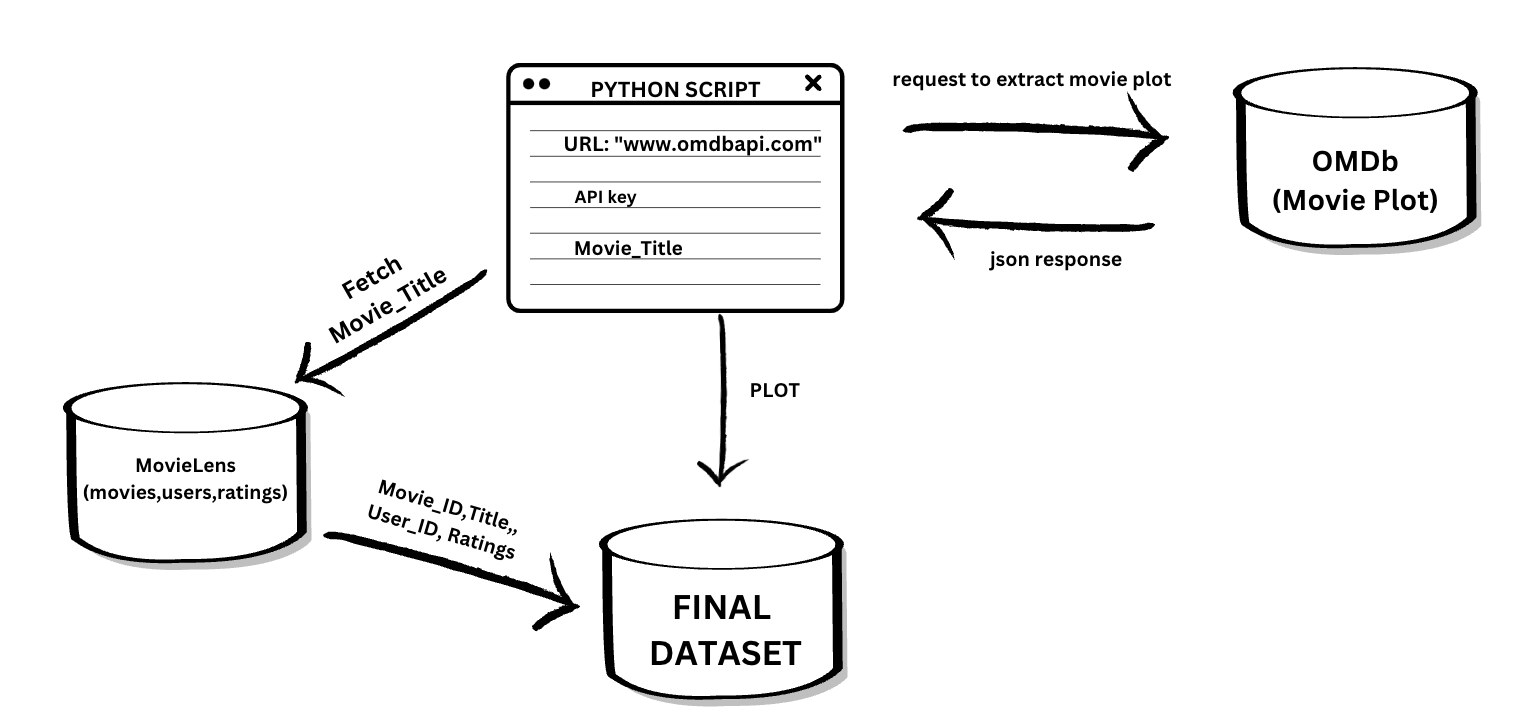 PYTHON SCRIPT
URL: "www.omdbapi.com"
API key
Movie_Title
request to extract movie plot
json response
OMDb
(Movie Plot)
Fetch
Movie_Title
PLOT
MovieLens
(movies,users,ratings)
Movie_ID,Title,,
User_ID, Ratings
FINAL
DATASET